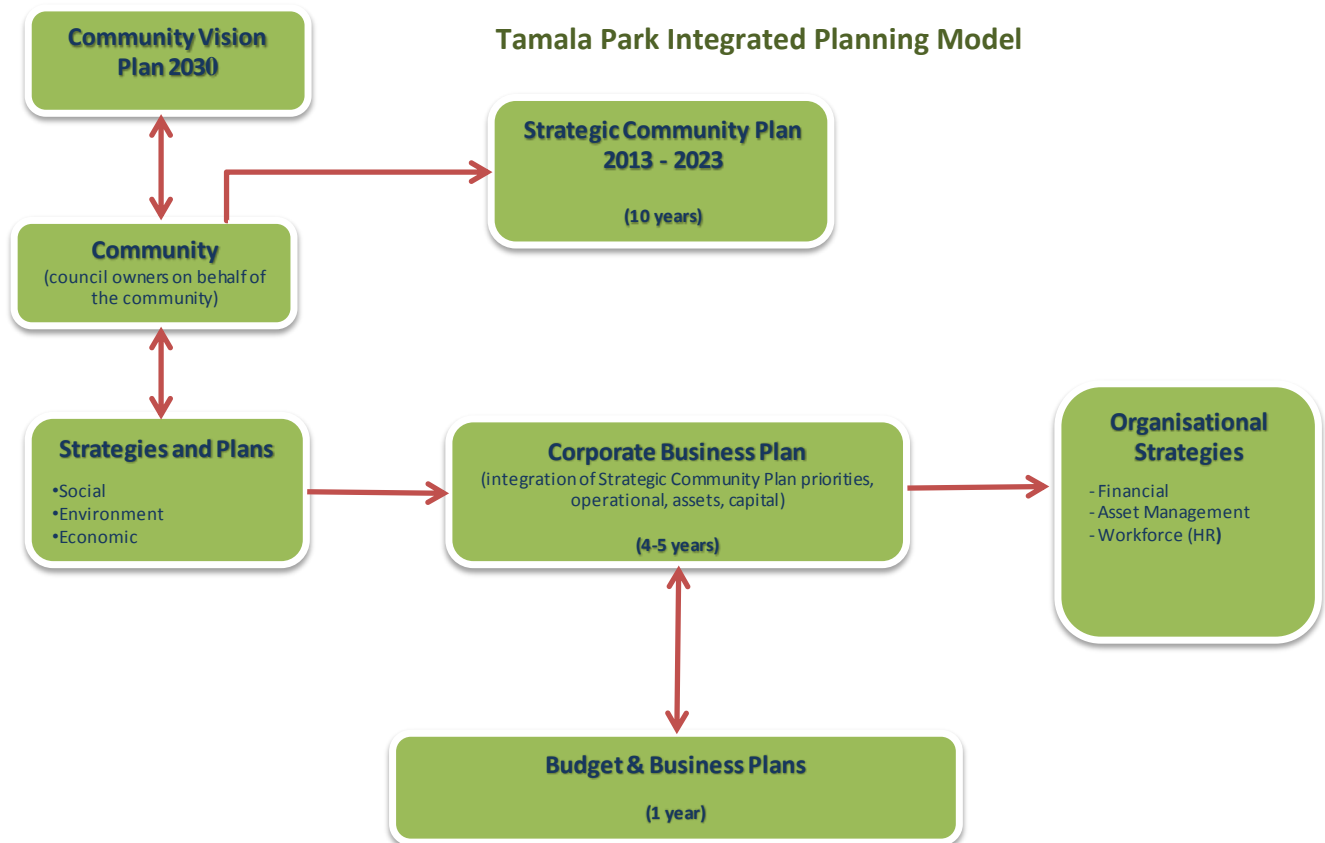 Community Vision
Plan 2030
Tamala Park Integrated Planning Model
Strategic Community Plan
2013 - 2023
(10 years)
Community
(council owners on behalf of
the community)
Strategies and Plans
•Social
•Environment
•Economic
Corporate Business Plan
(integration of Strategic Community Plan priorities,
operational, assets, capital)
(4-5 years)
Organisational
Strategies
- Financial
- Asset Management
- Workforce (HR)
Budget & Business Plans
(1 year)